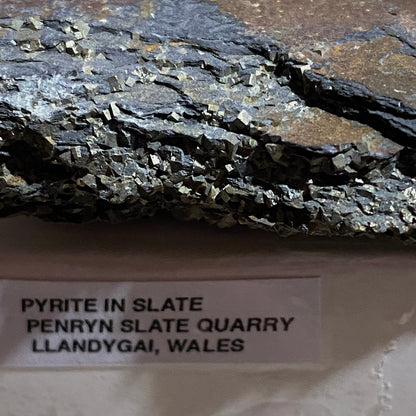 PYRITE IN SLATE
PENRYN SLATE QUARRY
LLANDYGAI, WALES